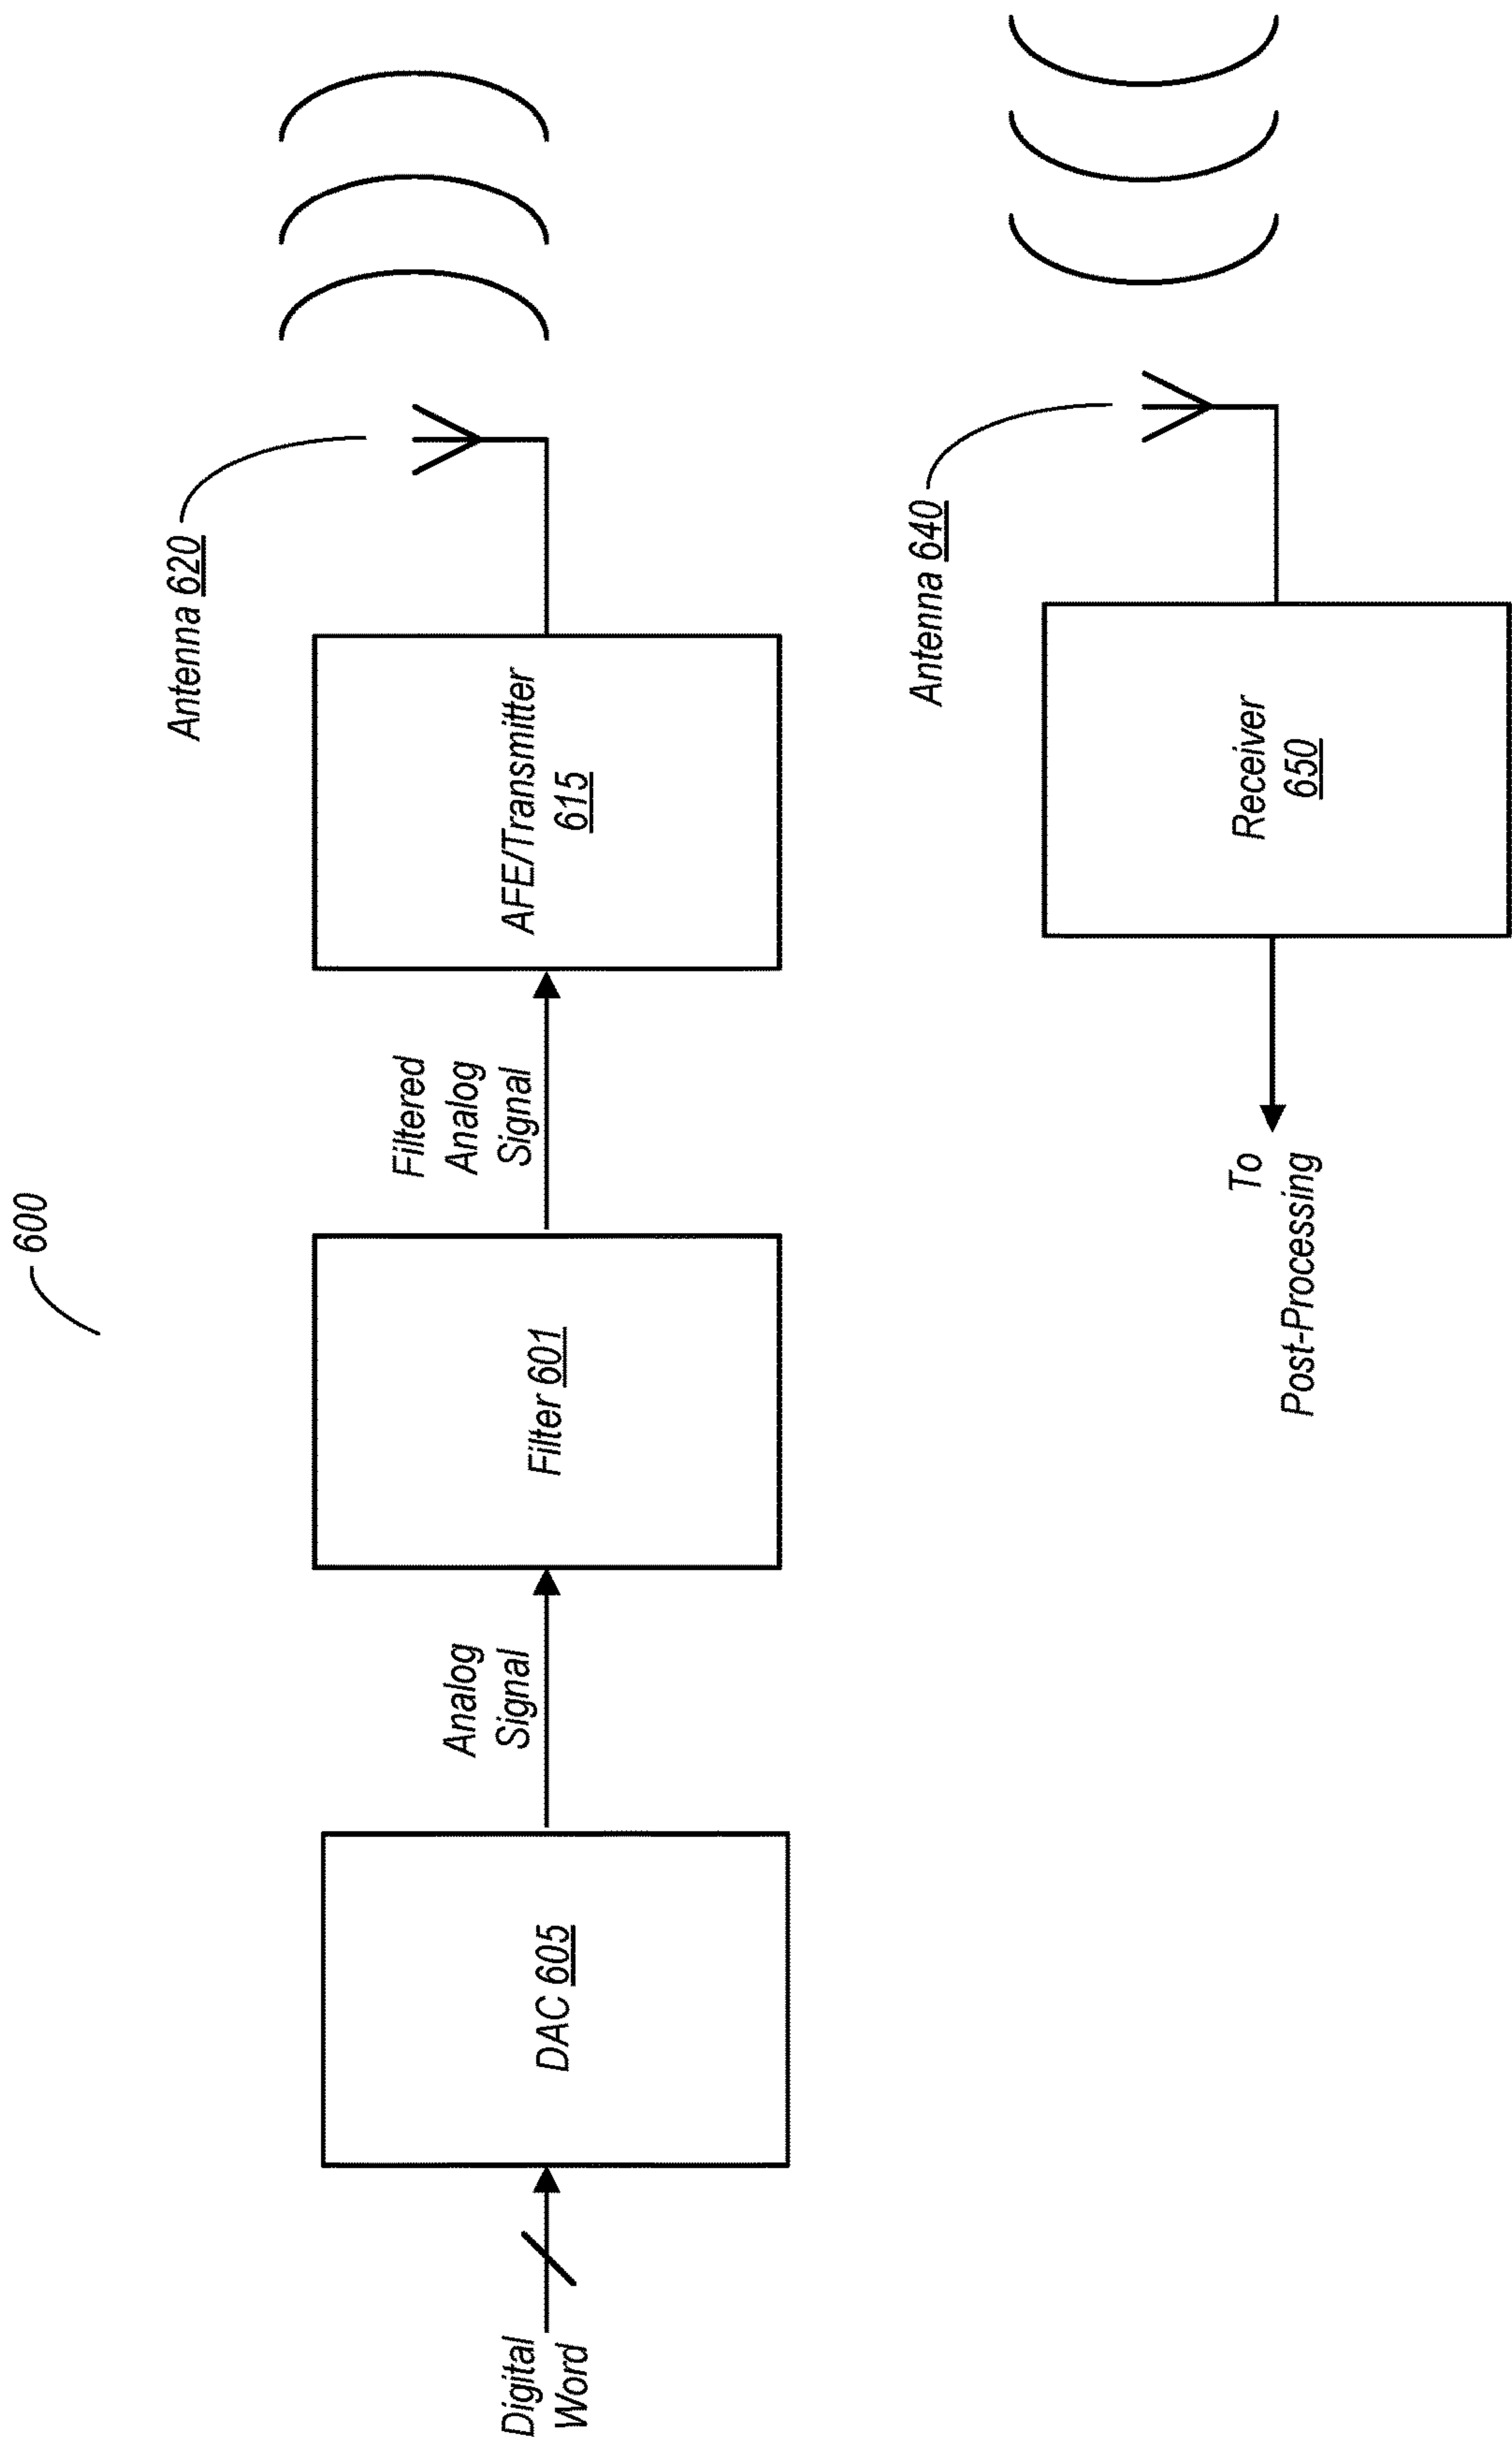 600
Antenna 620
Digital
Word
DAC 605
Analog
Signal
Filter 601
Filtered
Analog
Signal
AFE/Transmitter
615
Antenna 640
To
Post-Processing
Receiver
650